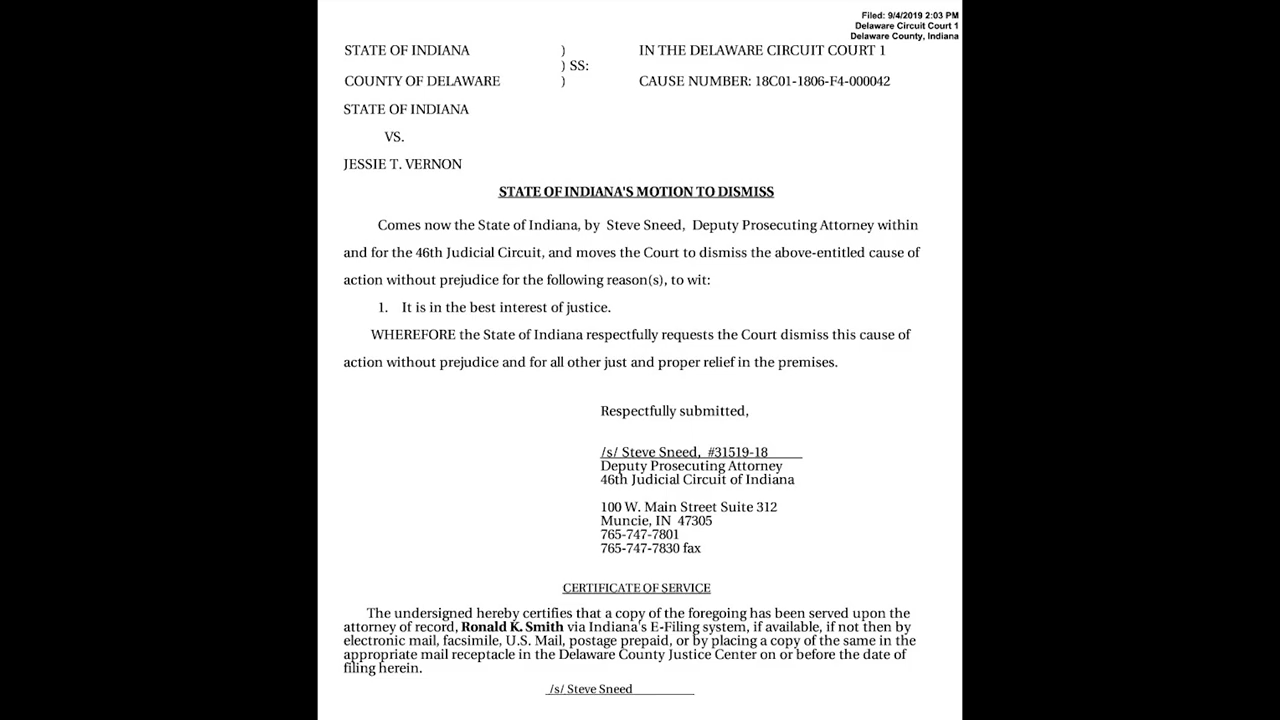 Filed: 9/4/2019 2:03 PM
Delaware Circuit Court 1
Delaware County, Indiana
STATE OF INDIANA ) IN THE DELAWARE CIRCUIT COURT 1
) SS:
COUNTY OF DELAWARE ) CAUSE NUMBER: 18C01-1806-F4-000042
STATE OF INDIANA
VS.
JESSIE T. VERNON
STATE OF INDIANA'S MOTION TO DISMISS
Comes now the State of Indiana, by Steve Sneed, Deputy Prosecuting Attorney within
and for the 46th Judicial Circuit, and moves the Court to dismiss the above-entitled cause of
action without prejudice for the following reason(s), to wit:
1. It is in the best interest of justice.
WHEREFORE the State of Indiana respectfully requests the Court dismiss this cause of
action without prejudice and for all other just and proper relief in the premises.
Respectfully submitted,
/s/ Steve Sneed, #31519-18
Deputy Prosecuting Attorney
46th Judicial Circuit of Indiana
100 W. Main Street Suite 312
Muncie, IN 47305
765-747-7801
765-747-7830 fax
CERTIFICATE OF SERVICE
The undersigned hereby certifies that a copy of the foregoing has been served upon the
attorney of record, Ronald K. Smith via Indiana's E-Filing system, if available, if not then by
electronic mail, facsimile, U.S. Mail, postage prepaid, or by placing a copy of the same in the
appropriate mail receptacle in the Delaware County Justice Center on or before the date of
filing herein.
/s/ Steve Sneed